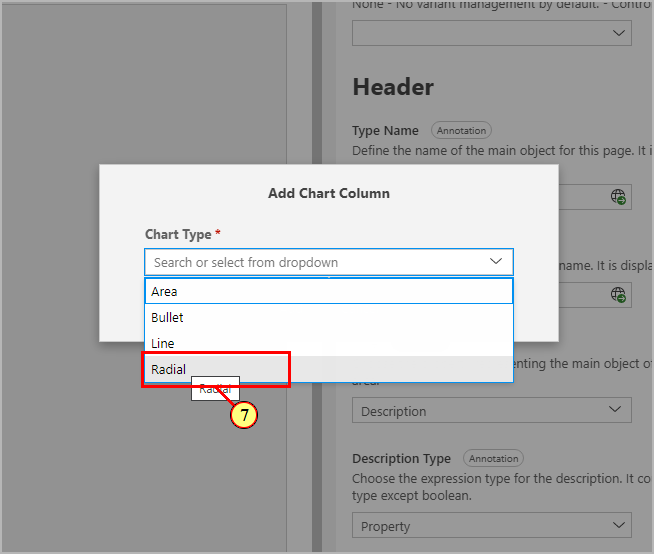 None - No variant management by default. - Contro
Header
Type Name Annotation
Define the name of the main object for this page. It i
Add Chart Column
Chart Type *
Search or select from dropdown
name. It is displa
Area
Bullet
Line
Radial
enting the main object of
area.
Radial
7
Description
Description Type Annotation
Choose the expression type for the description. It co
type except boolean.
Property